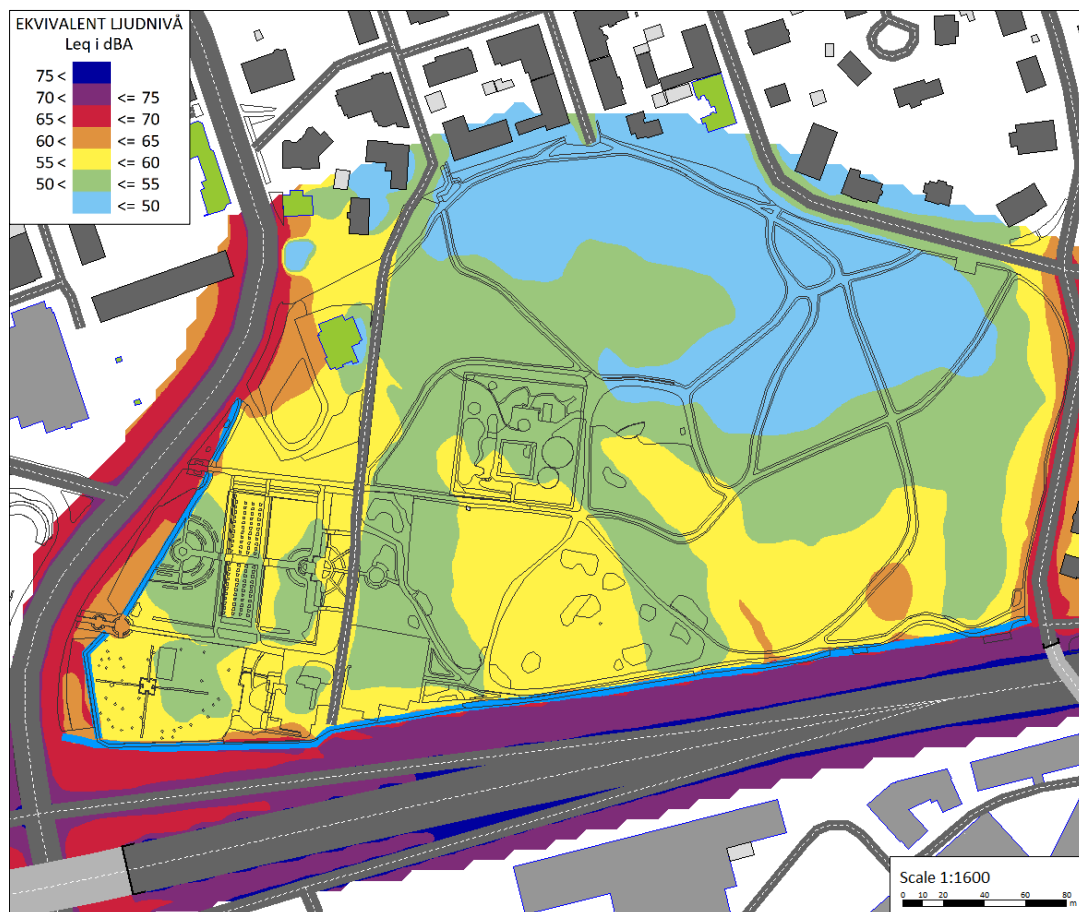 EKVIVALENT LJUDNIVÅ
Leq i dBA
75 <
70 < <= 75
65 < <= 70
60 < <= 65
55 < <= 60
50 < <= 55
<= 50
Scale 1:1600
0 10 20 40 60 80
m